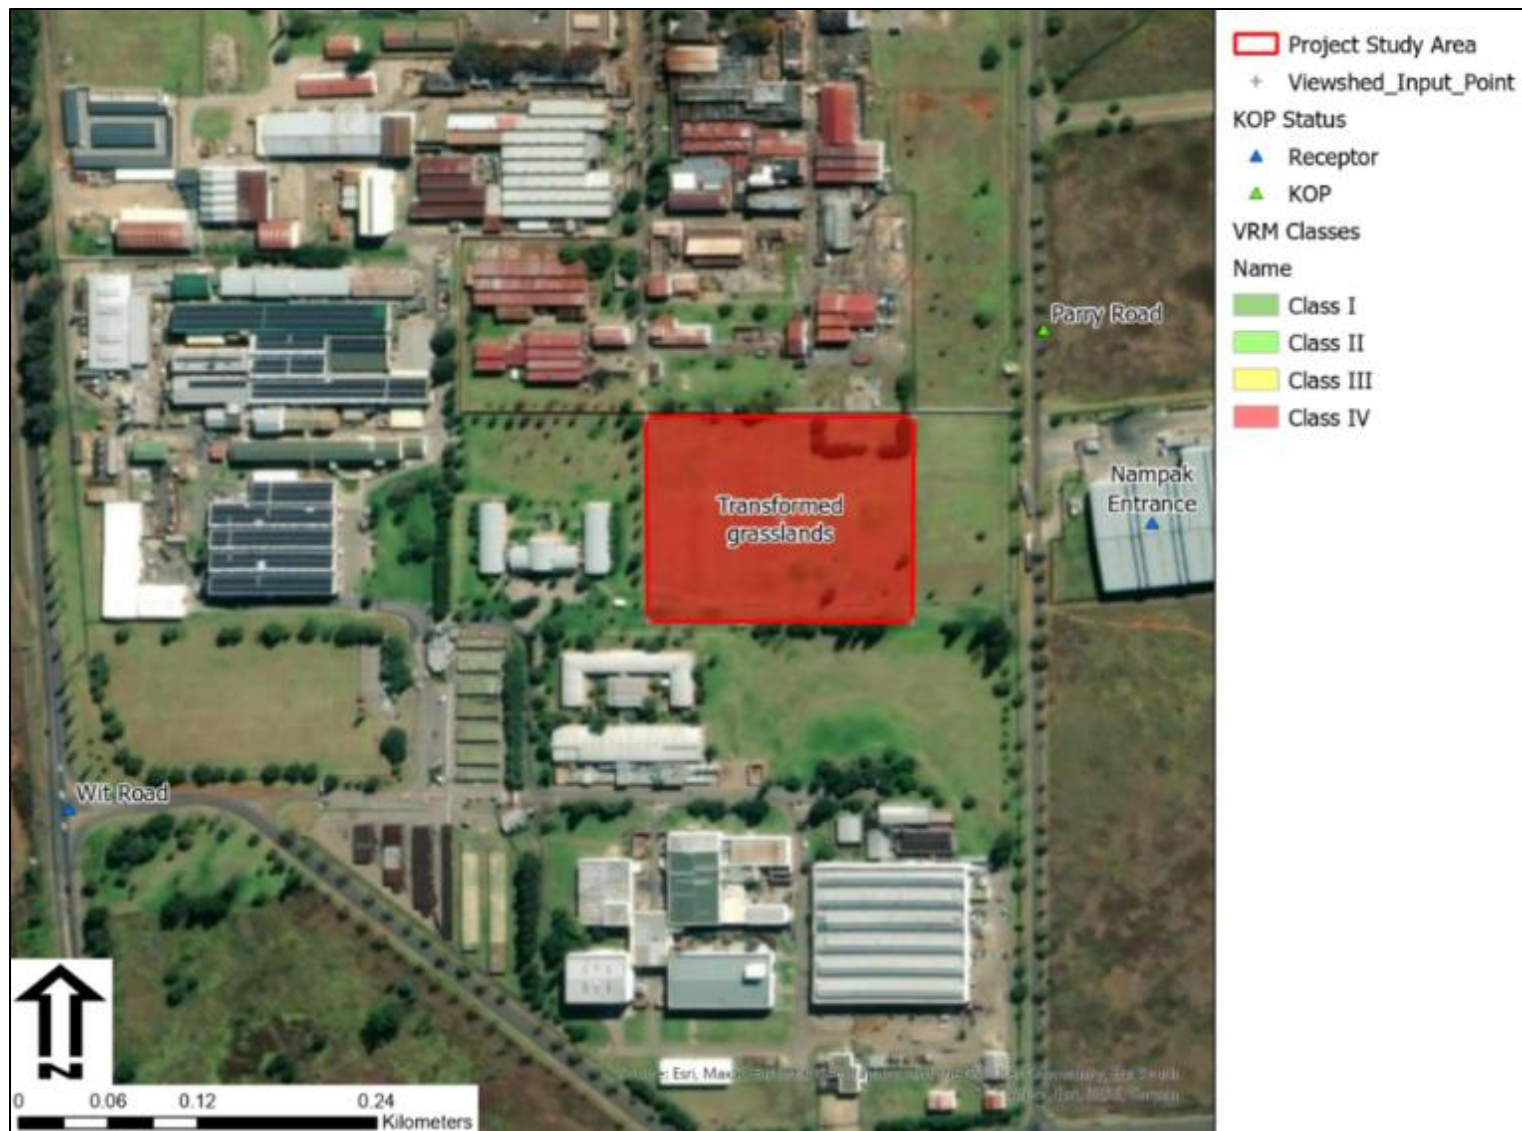 Project Study Area
Viewshed_Input_Point
KOP Status
Receptor
KOP
VRM Classes
Name
Class I
Class II
Class III
Class IV
Parry Road
Nampak
Entrance
Transformed
grasslands
Wit Road
N
0 0.06 0.12 0.24
Kilometers
Esri,